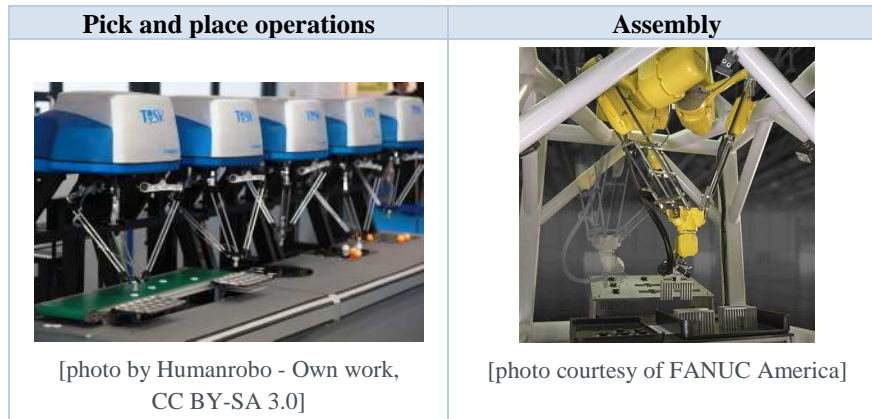 Pick and place operations
Assembly
[photo by Humanrobo - Own work,
CC BY-SA 3.0]
[photo courtesy of FANUC America]